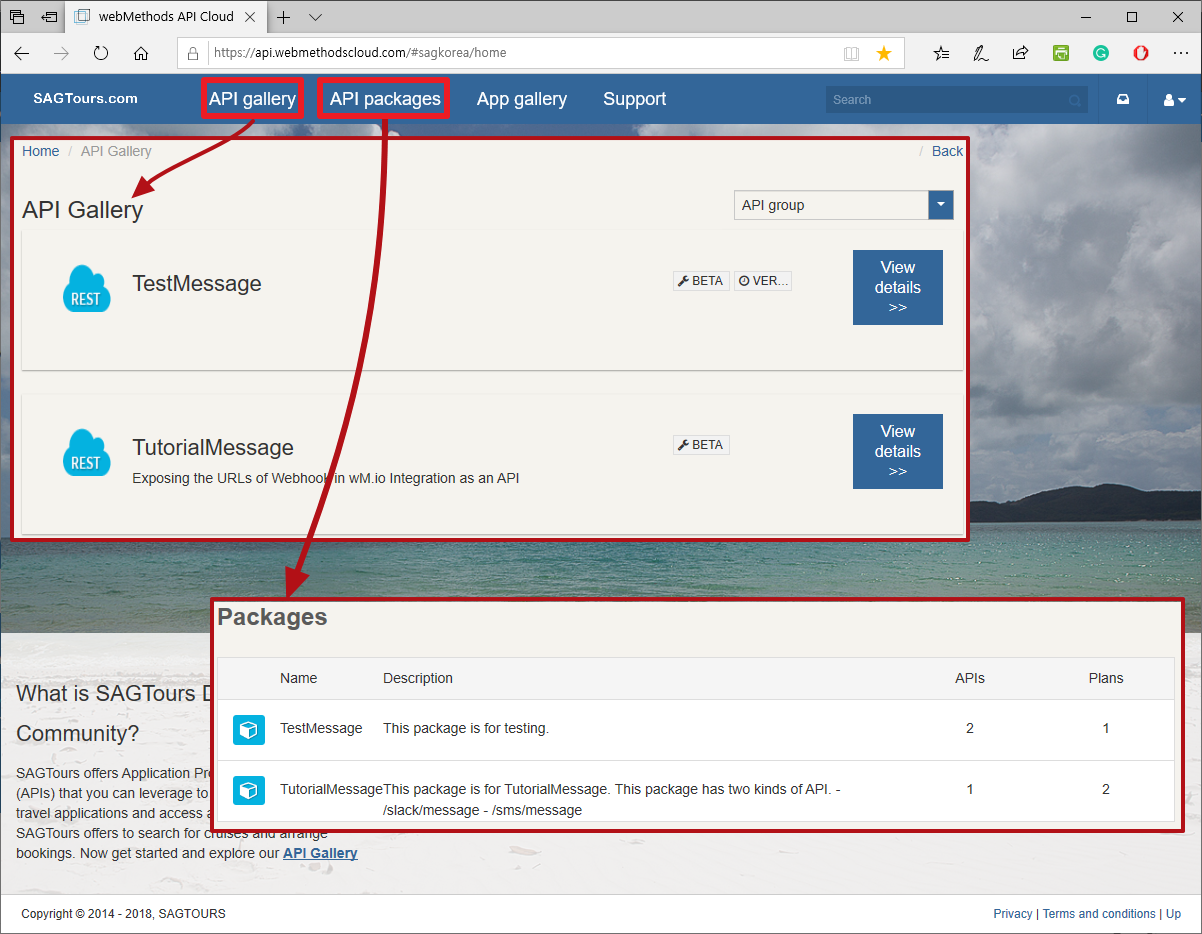 webMethods API Cloud
https://api.webmethodscloud.com/#sagkorea/home
SAGTours.com API gallery API packages App gallery Support Search
Home / API Gallery / Back
API Gallery API group
REST TestMessage BETA VER... View details >>
REST TutorialMessage BETA View details >>
Exposing the URLs of Webhook in wM.io Integration as an API
Packages
Name Description APIs Plans
TestMessage This package is for testing. 2 1
TutorialMessage This package is for TutorialMessage. This package has two kinds of API. - 1 2
/slack/message - /sms/message
What is SAGTours
Community?
SAGTours offers Application
(APIs) that you can leverage to
travel applications and access
SAGTours offers to search for cruises and arrange
bookings. Now get started and explore our API Gallery
Copyright © 2014 - 2018, SAGTOURS Privacy | Terms and conditions | Up